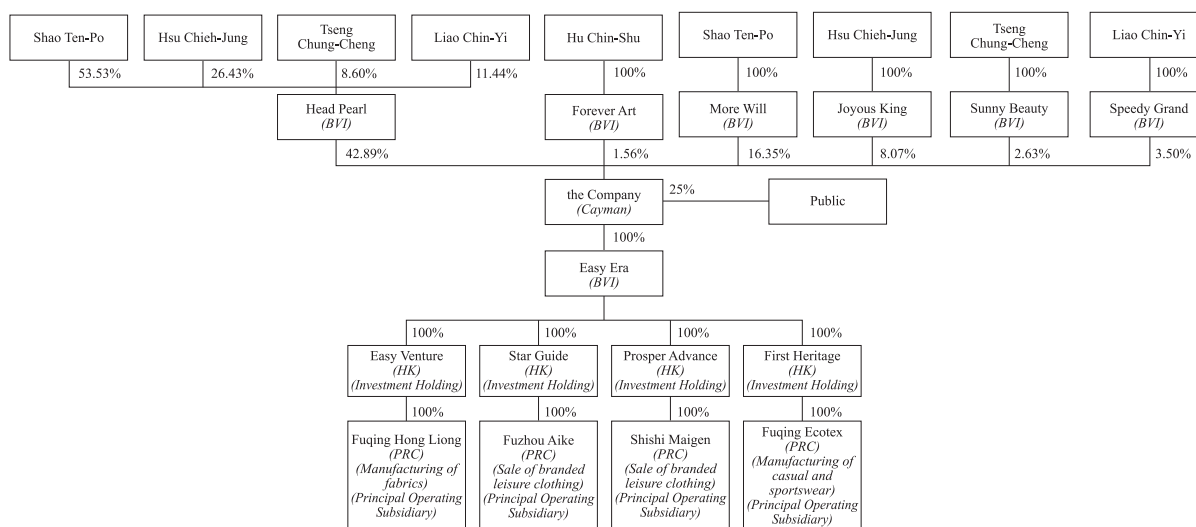 Shao Ten-Po
Hsu Chieh-Jung
Tseng
Chung-Cheng
Liao Chin-Yi
Hu Chin-Shu
Shao Ten-Po
Hsu Chieh-Jung
Tseng
Chung-Cheng
Liao Chin-Yi
53.53%
26.43%
8.60%
11.44%
100%
100%
100%
100%
100%
Head Pearl
(BVI)
Forever Art
(BVI)
More Will
(BVI)
Joyous King
(BVI)
Sunny Beauty
(BVI)
Speedy Grand
(BVI)
42.89%
1.56%
16.35%
8.07%
2.63%
3.50%
the Company
(Cayman)
25%
Public
100%
Easy Era
(BVI)
100%
100%
100%
100%
Easy Venture
(HK)
(Investment Holding)
Star Guide
(HK)
(Investment Holding)
Prosper Advance
(HK)
(Investment Holding)
First Heritage
(HK)
(Investment Holding)
100%
100%
100%
100%
Fuqing Hong Liong
(PRC)
(Manufacturing of
fabrics)
(Principal Operating
Subsidiary)
Fuzhou Aike
(PRC)
(Sale of branded
leisure clothing)
(Principal Operating
Subsidiary)
Shishi Maigen
(PRC)
(Sale of branded
leisure clothing)
(Principal Operating
Subsidiary)
Fuqing Ecotex
(PRC)
(Manufacturing of
casual and
sportswear)
(Principal Operating
Subsidiary)